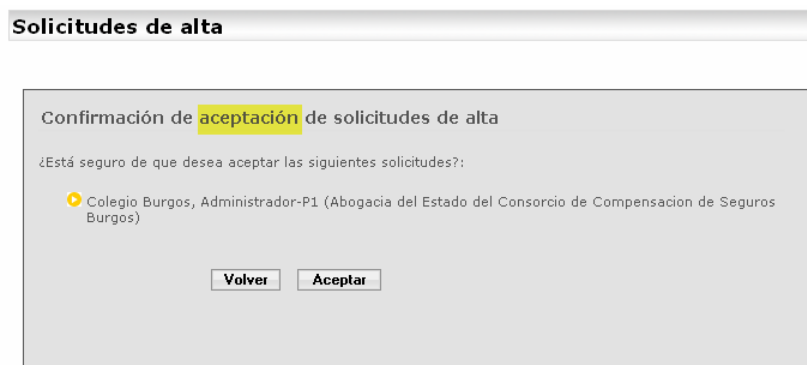 Solicitudes de alta
Confirmación de aceptación de solicitudes de alta
¿Está seguro de que desea aceptar las siguientes solicitudes?:
Colegio Burgos, Administrador-P1 (Abogacia del Estado del Consorcio de Compensacion de Seguros
Burgos)
Volver Aceptar